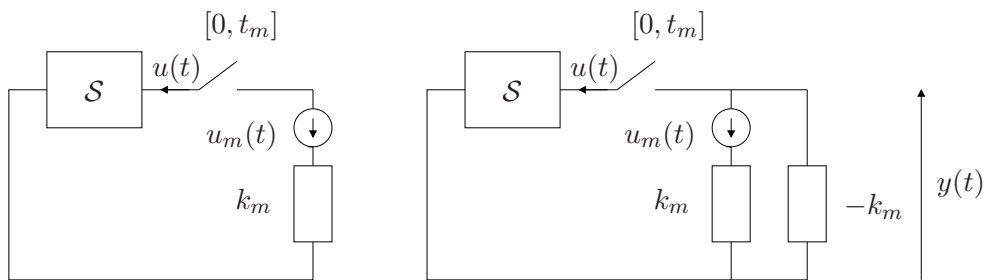 [0, t_m]
u(t)
S
u_m(t)
k_m
[0, t_m]
u(t)
S
u_m(t)
k_m
−k_m
y(t)